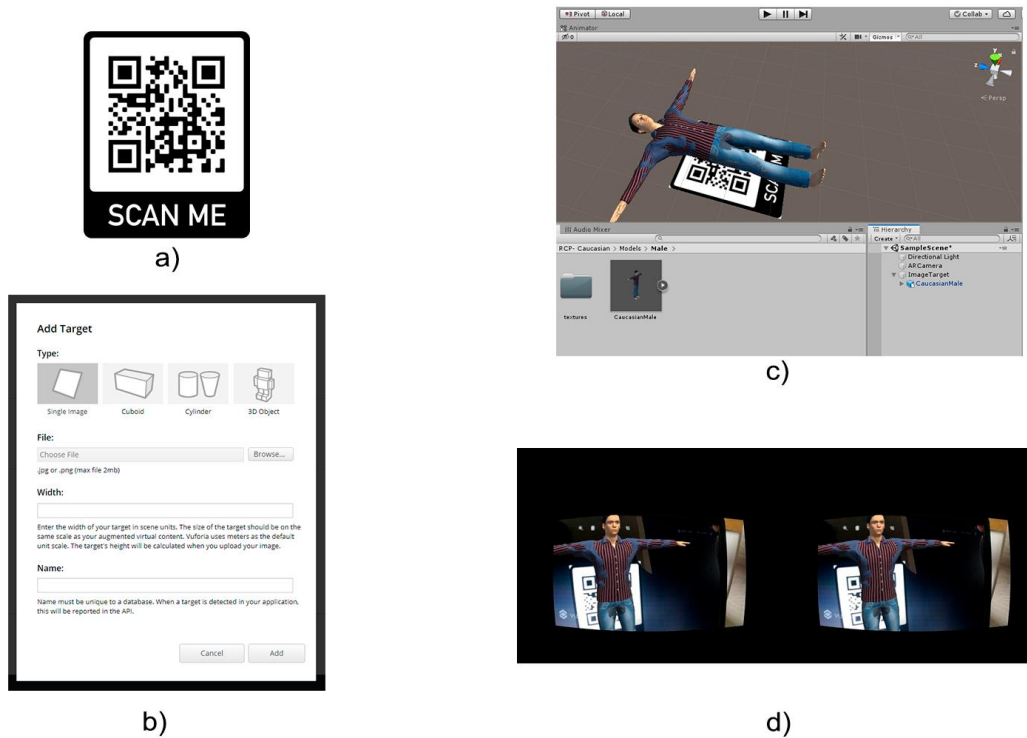 SCAN ME
a)
Add Target
Type:
Single Image
Cuboid
Cylinder
3D Object
File:
Choose File
Browse...
.jpg or .png (max file 2mb)
Width:
Enter the width of your target in scene units. The size of the target should be on the
same scale as your augmented virtual content. Vuforia uses meters as the default
unit scale. The target's height will be calculated when you upload your image.
Name:
Name must be unique to a database. When a target is detected in your application,
this will be reported in the API.
Cancel
Add
b)
Pivot
Local
Collab
Animator
Gizmos
All
Y
Z
Persp
SCAN M
Audio Mixer
RCP- Caucasian > Models > Male >
textures
CaucasianMale
Hierarchy
Create
All
SampleScene*
Directional Light
ARCamera
ImageTarget
CaucasianMale
c)
d)